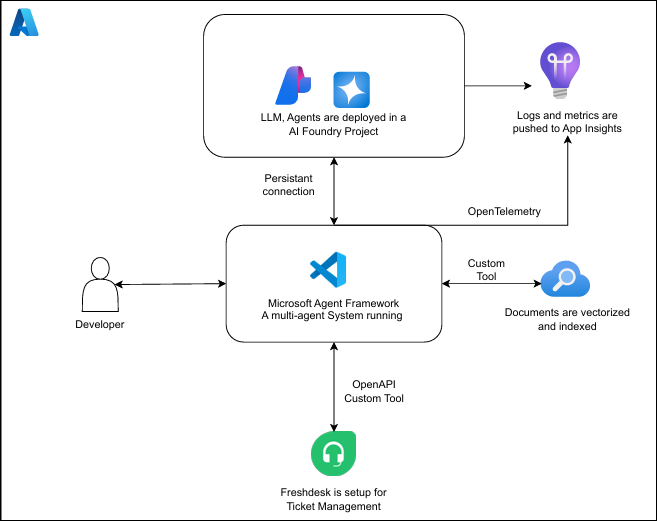 LLM, Agents are deployed in a
AI Foundry Project
Logs and metrics are
pushed to App Insights
Persistant
connection
OpenTelemetry
Microsoft Agent Framework
A multi-agent System running
Custom
Tool
Developer
Documents are vectorized
and indexed
OpenAPI
Custom Tool
Freshdesk is setup for
Ticket Management